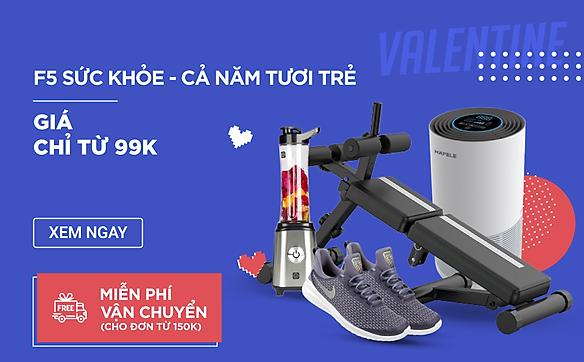 VALENTINE
F5 SỨC KHỎE - CẢ NĂM TƯƠI TRẺ
GIÁ
CHỈ TỪ 99K
HAFELE
XEM NGAY
FREE
MIỄN PHÍ
VẬN CHUYỂN
(CHO ĐƠN TỪ 150K)